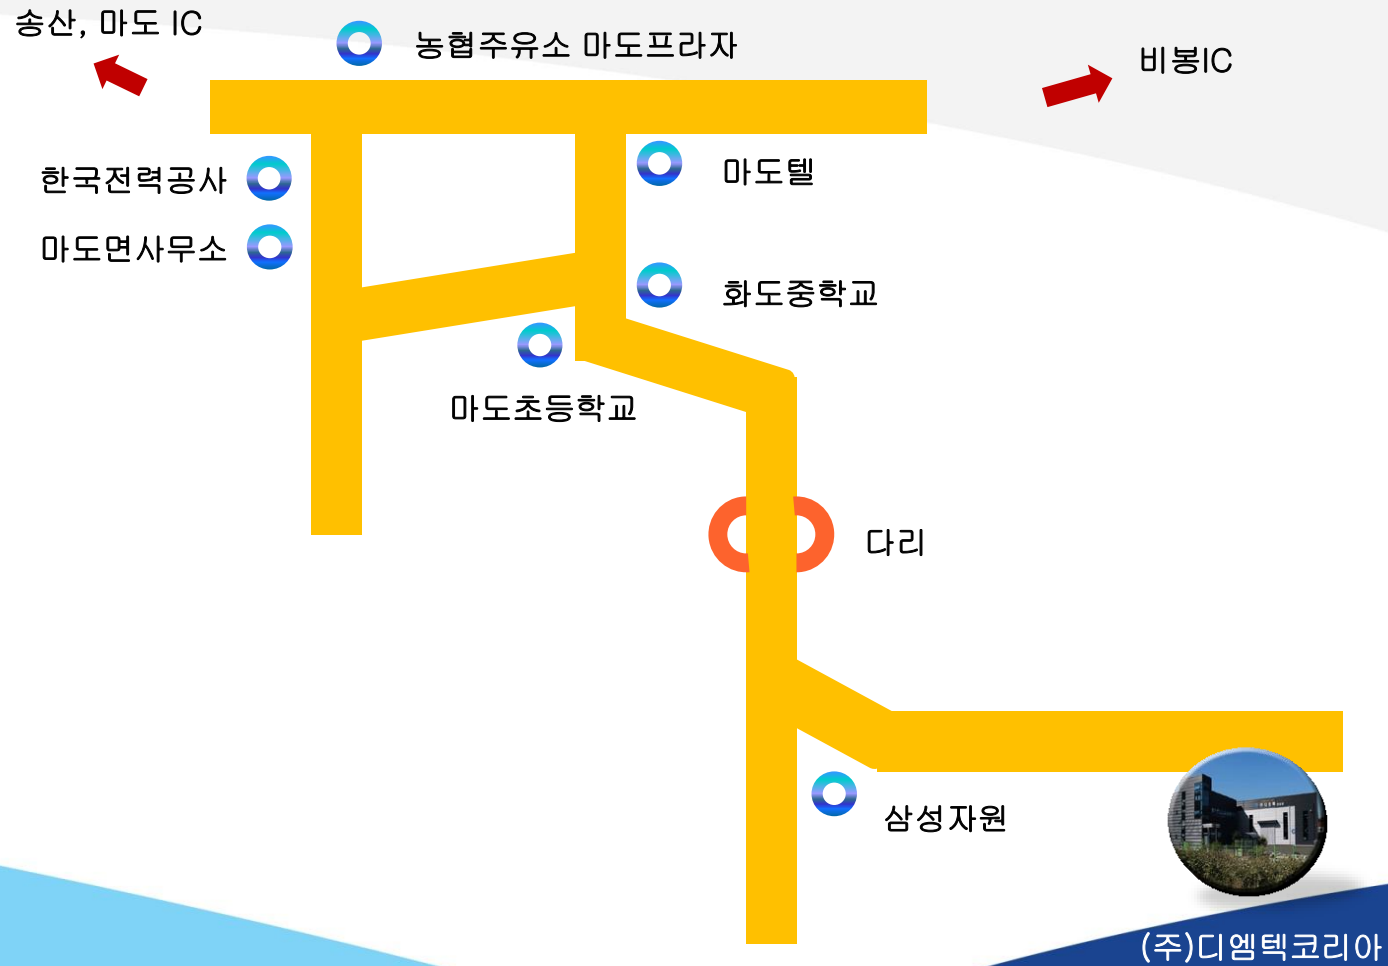 송산, 마도 IC
농협주유소 마도프라자
비봉IC
한국전력공사
마도텔
마도면사무소
화도중학교
마도초등학교
다리
삼성자원
(주)디엠텍코리아